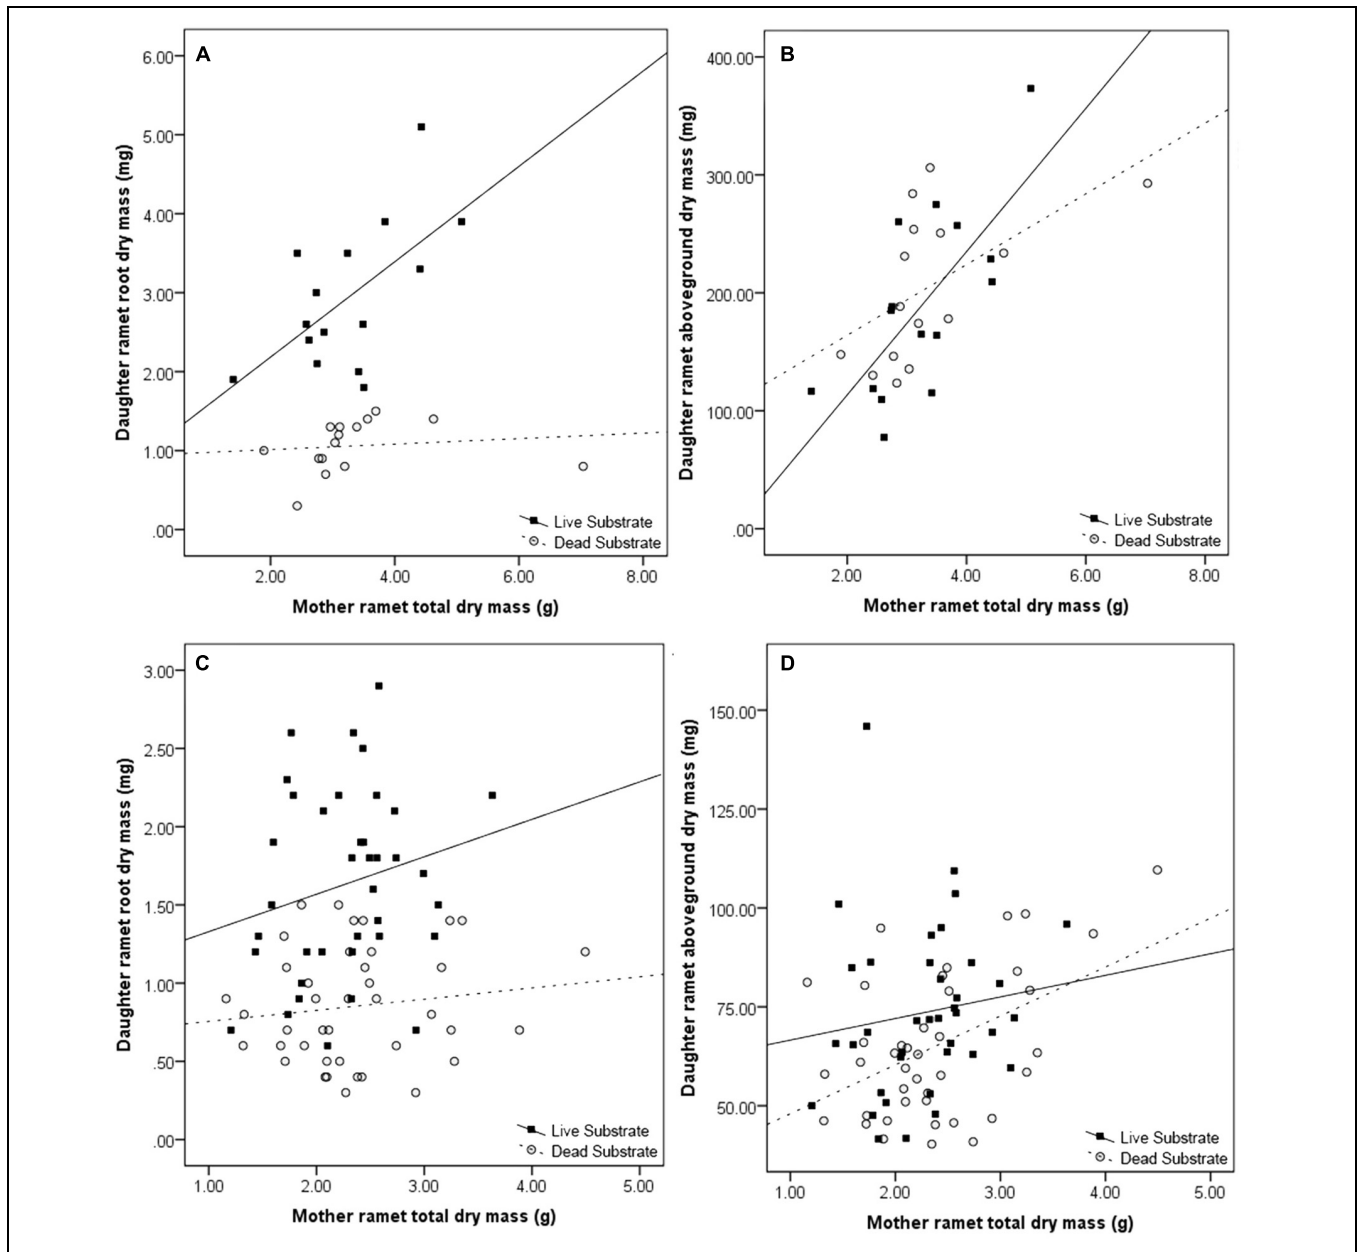 A
Daughter ramet root dry mass (mg)
6.00
5.00
4.00
3.00
2.00
1.00
.00
2.00 4.00 6.00 8.00
Mother ramet total dry mass (g)
Live Substrate
Dead Substrate
B
Daughter ramet aboveground dry mass (mg)
400.00
300.00
200.00
100.00
.00
2.00 4.00 6.00 8.00
Mother ramet total dry mass (g)
Live Substrate
Dead Substrate
C
Daughter ramet root dry mass (mg)
3.00
2.50
2.00
1.50
1.00
.50
.00
1.00 2.00 3.00 4.00 5.00
Mother ramet total dry mass (g)
Live Substrate
Dead Substrate
D
Daughter ramet aboveground dry mass (mg)
150.00
125.00
100.00
75.00
50.00
1.00 2.00 3.00 4.00 5.00
Mother ramet total dry mass (g)
Live Substrate
Dead Substrate